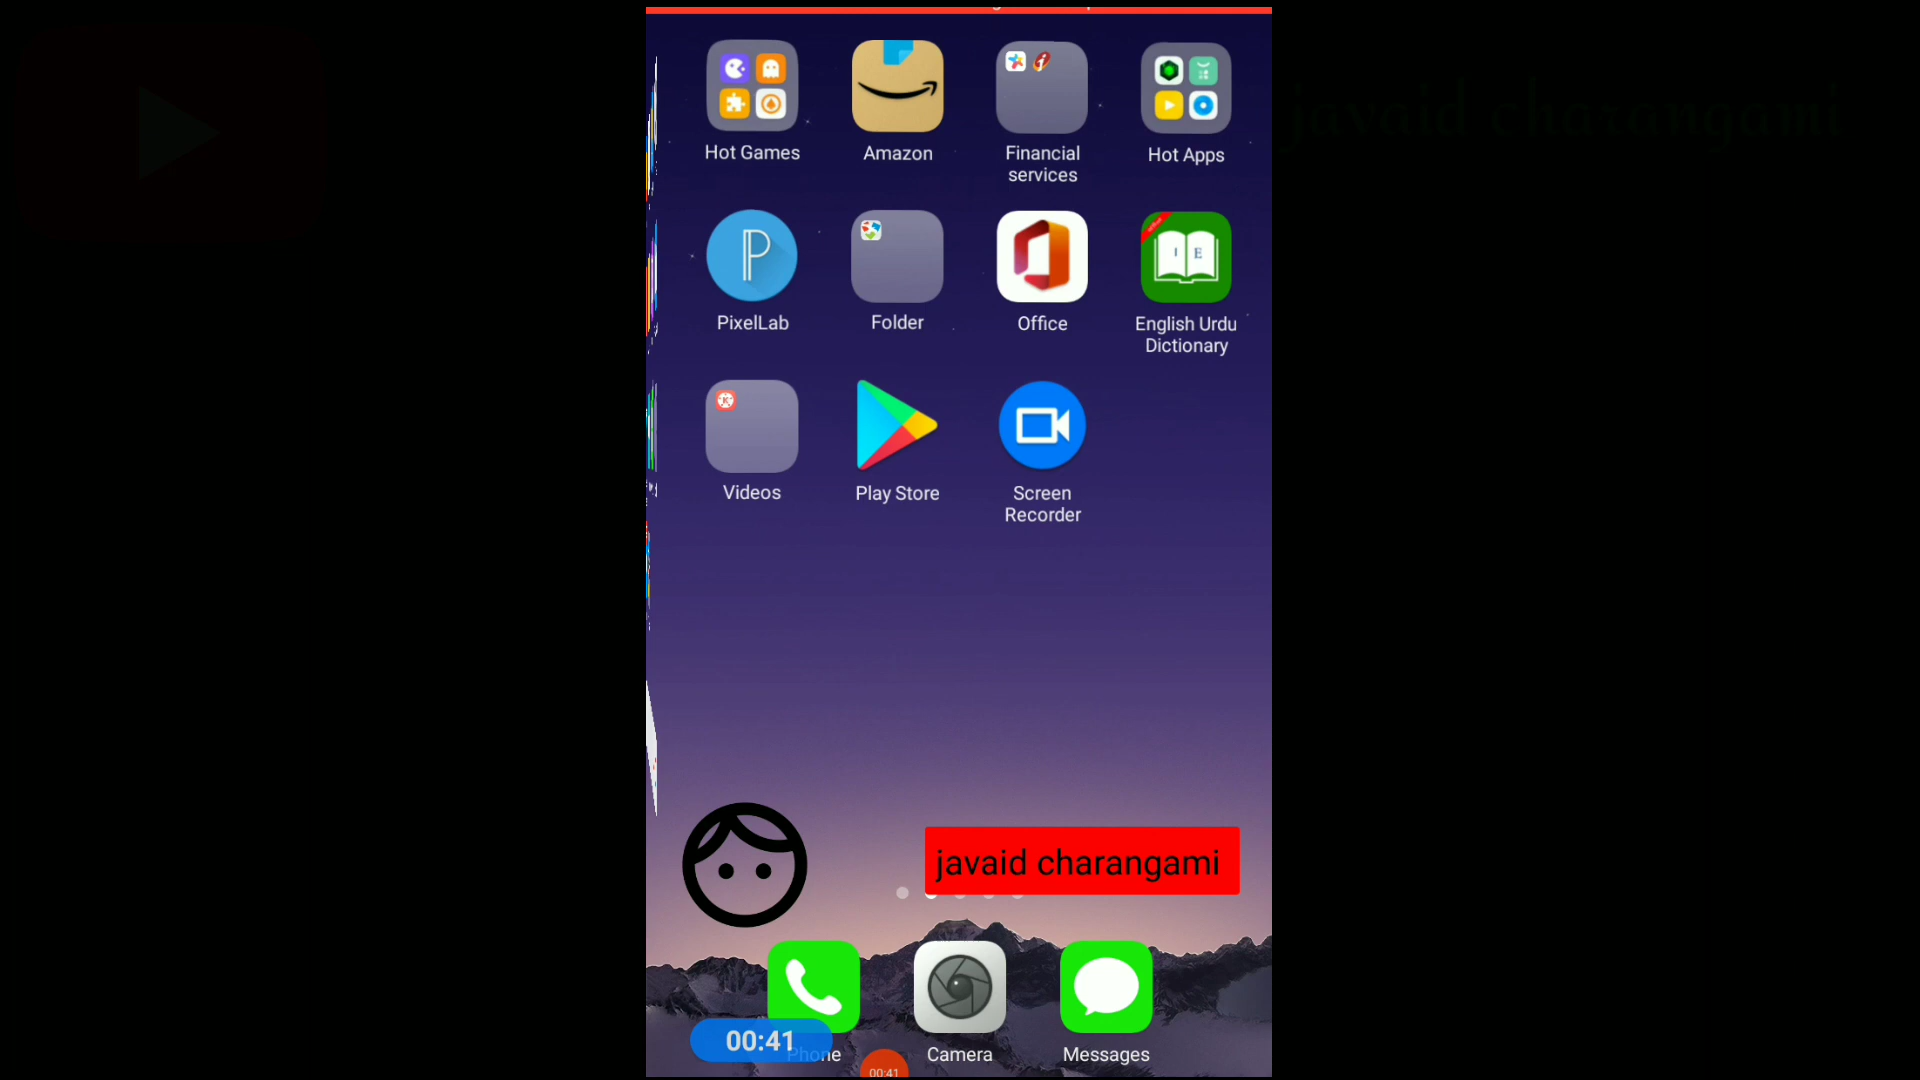 Hot Games
Amazon
Financial services
Hot Apps
PixelLab
Folder
Office
I E
English Urdu Dictionary
Videos
Play Store
Screen Recorder
javaid charangami
javaid charangami
Phone
Camera
Messages
00:41
00:41